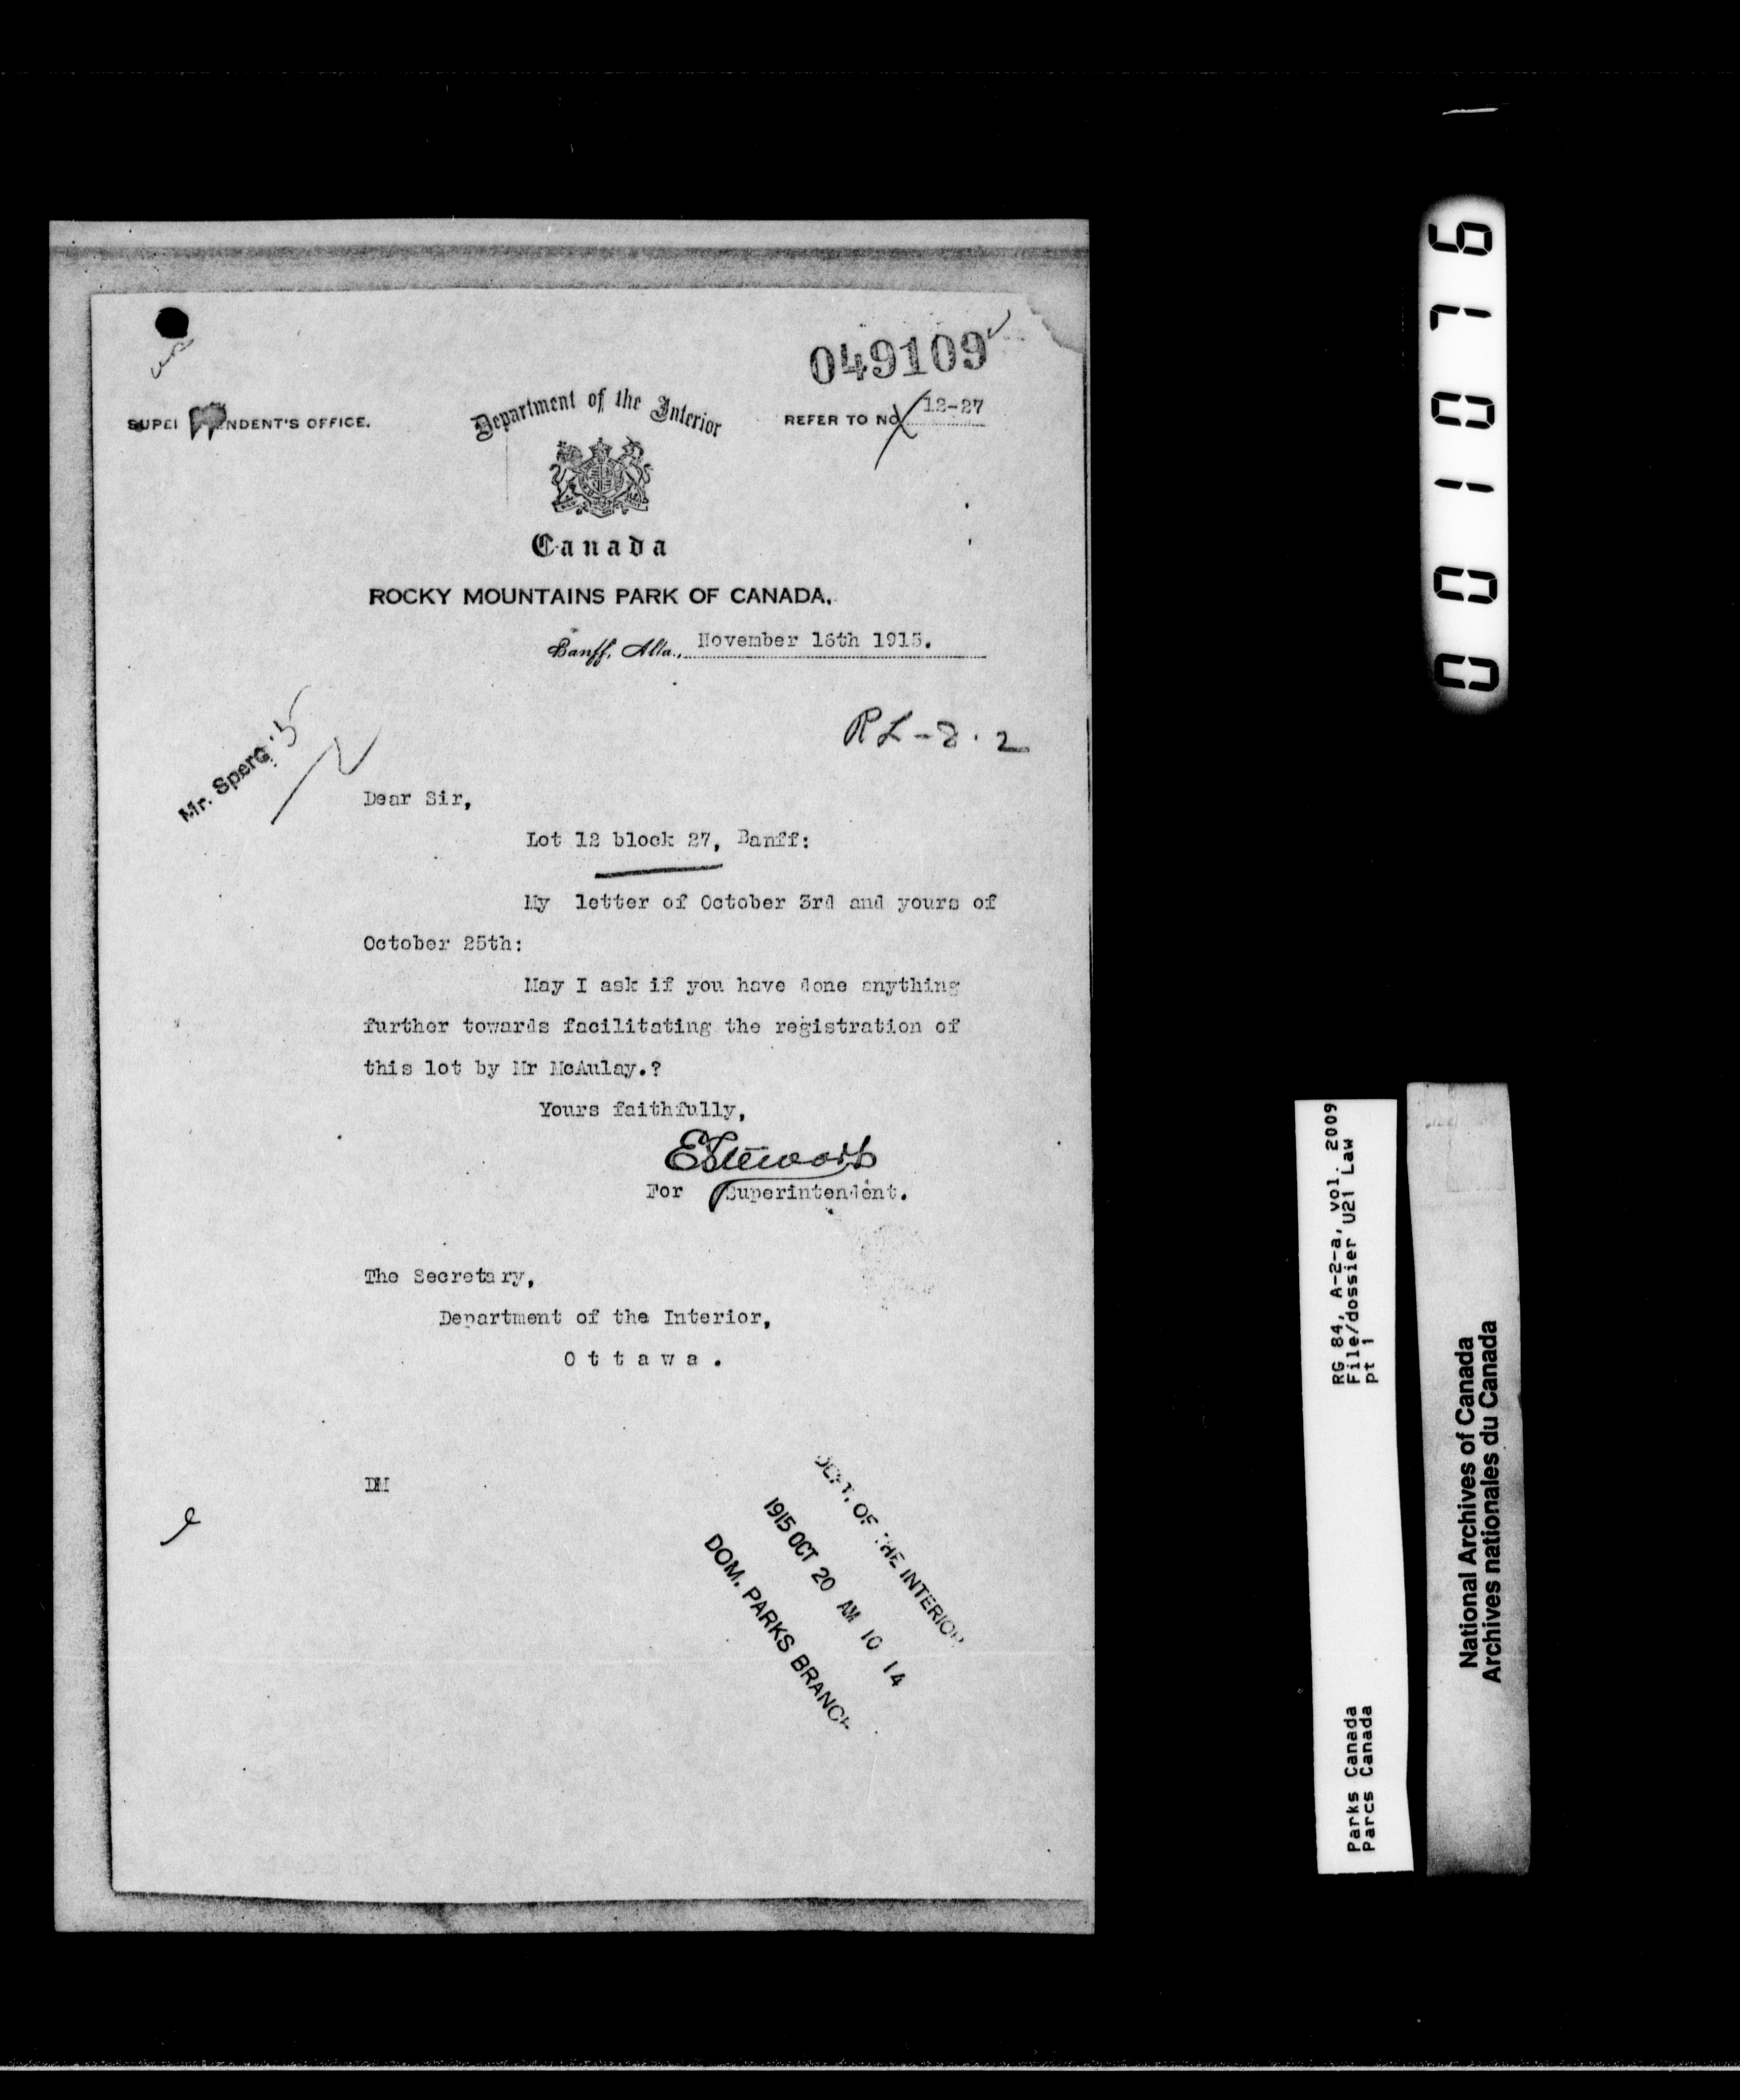 049109
SUPE NDENT'S OFFICE.
Department of the Interior
REFER TO NO 12-27
Canada
ROCKY MOUNTAINS PARK OF CANADA,
Banff, Alta., November 16th 1915.
RL-8.2
Mr. Spero
Dear Sir,
Lot 12 block 27, Banff:
My letter of October 3rd and yours of
October 25th:
May I ask if you have done anything
further towards facilitating the registration of
this lot by Mr McAulay.?
Yours faithfully,
EStewart
For Superintendent.
The Secretary,
Department of the Interior,
Ottawa.
DM
DEPT. OF THE INTERIOR
1915 OCT 20 AM 10 14
DOM. PARKS BRANCH
001076
RG 84, A-2-a, vol. 2009
File/dossier U21 Law
pt 1
Parks Canada
Parcs Canada
National Archives of Canada
Archives nationales du Canada